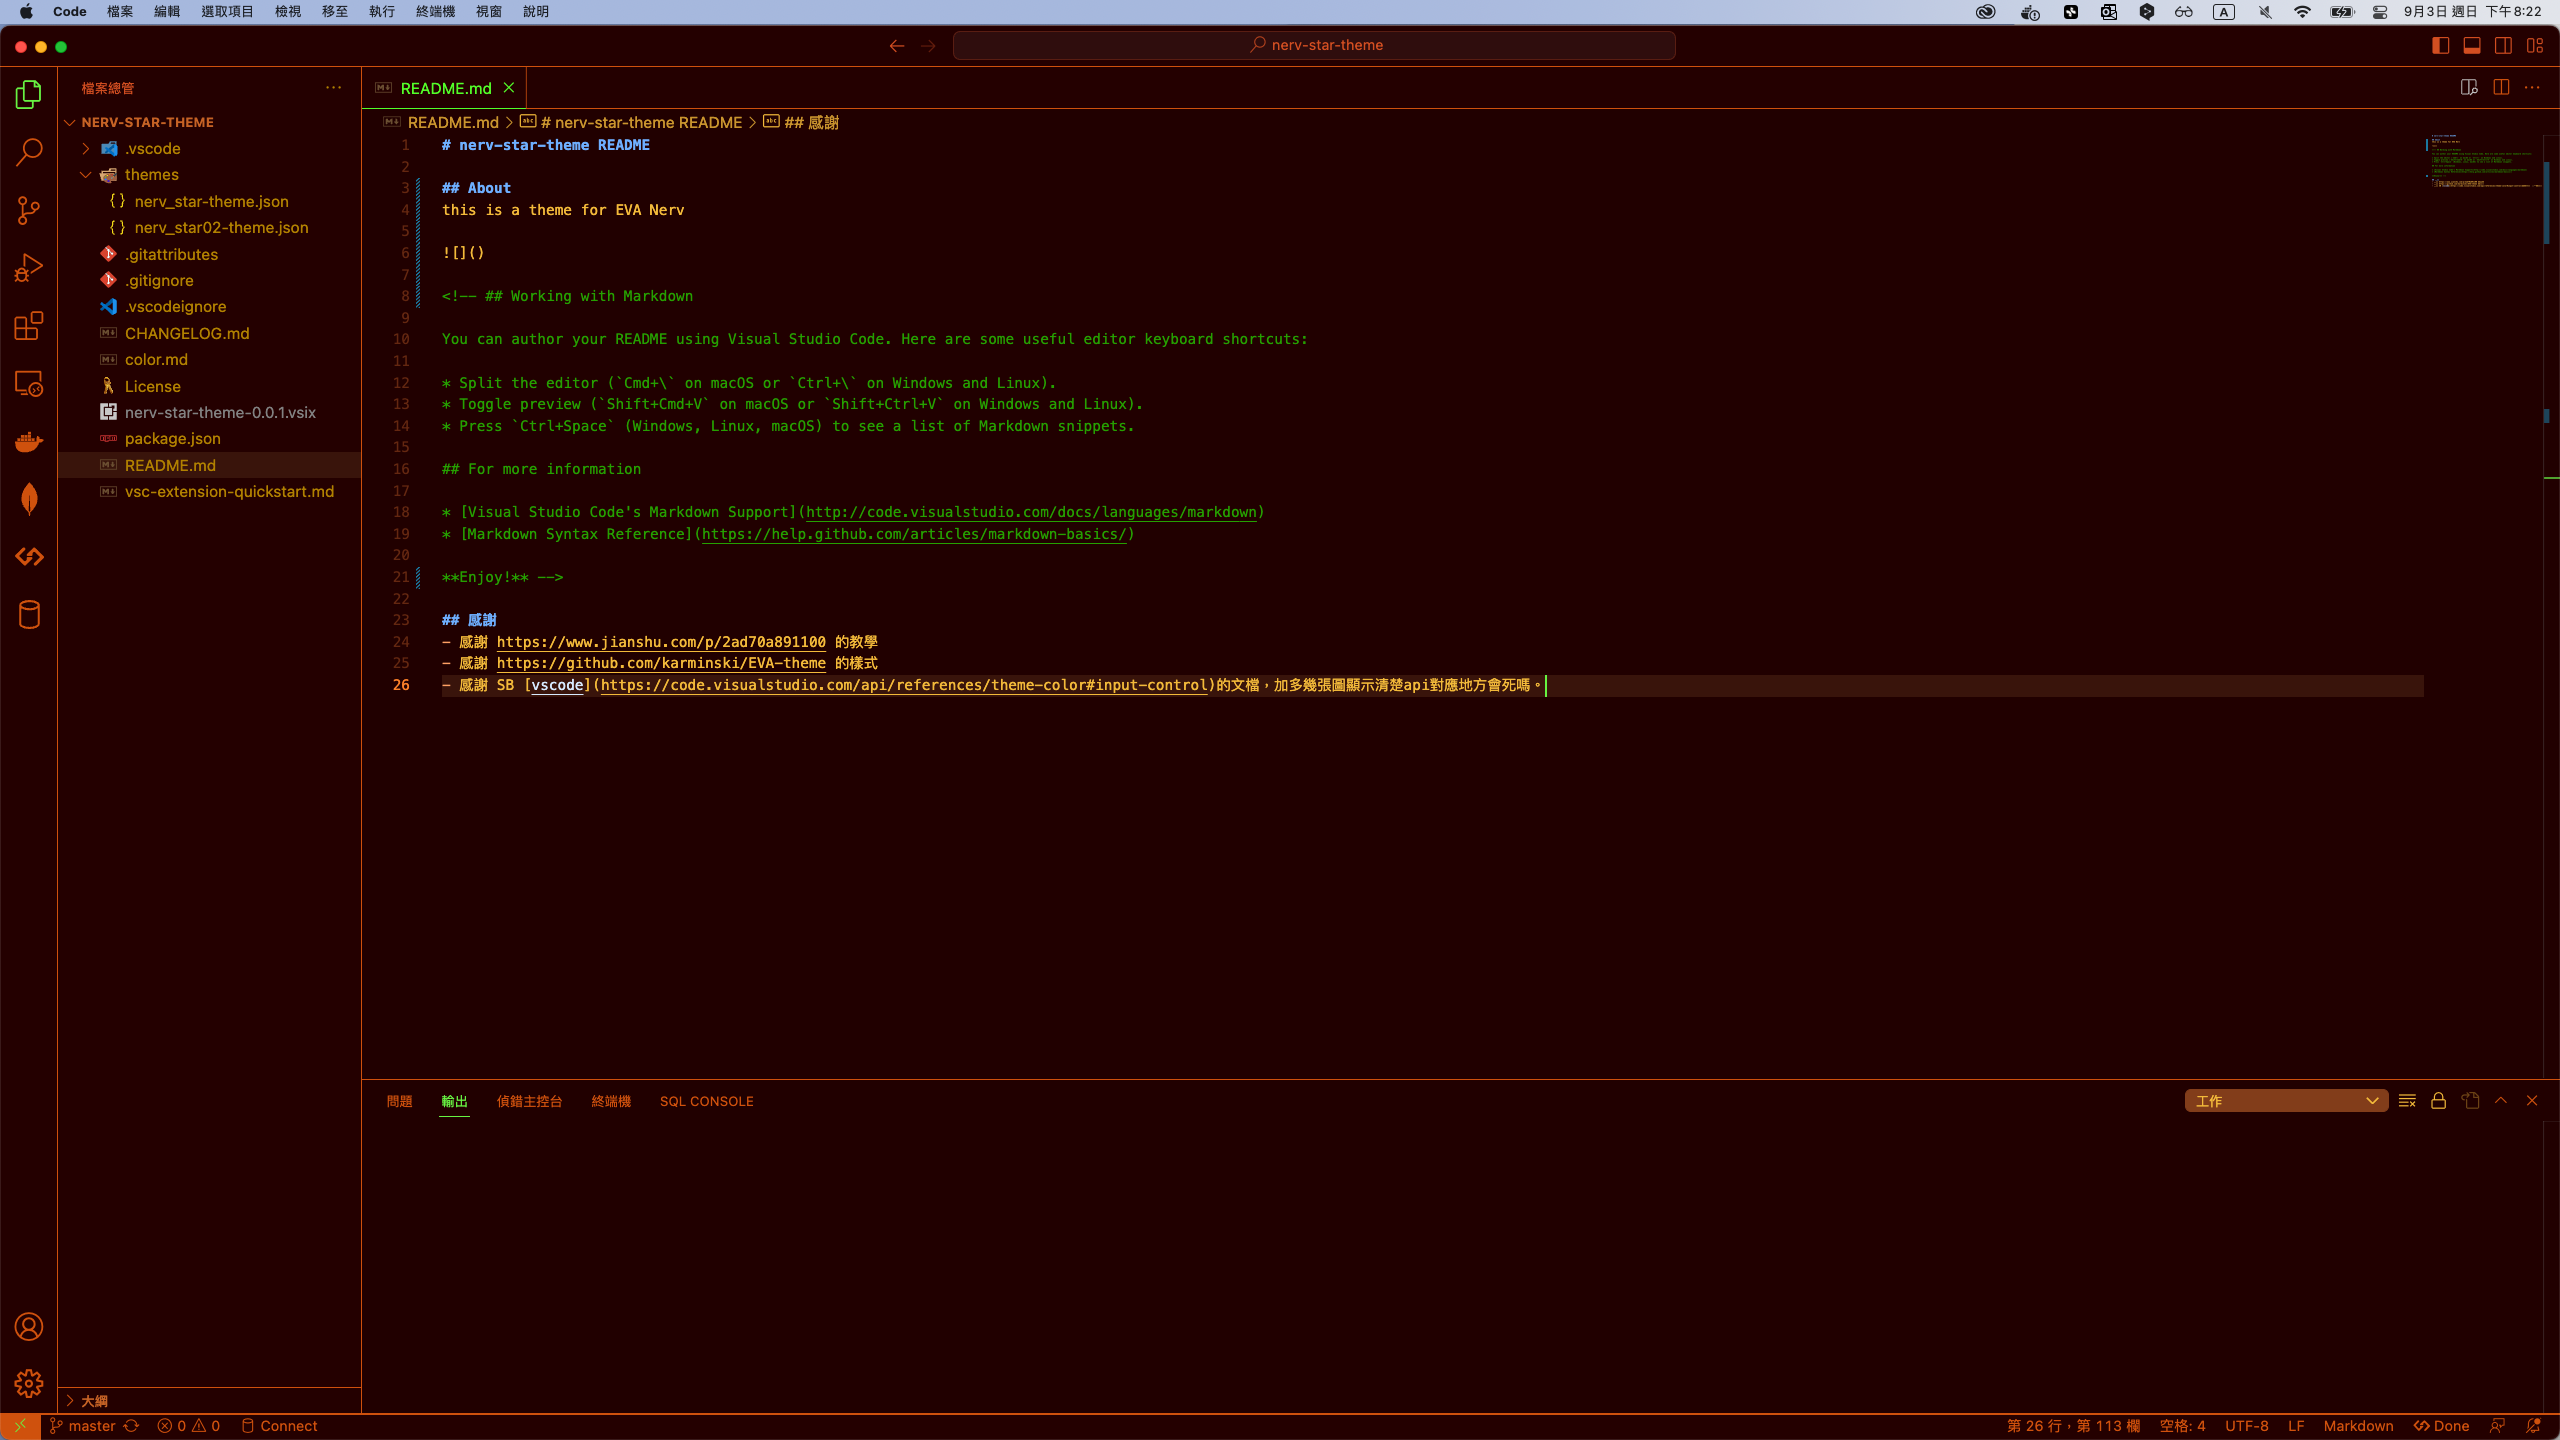 Code 檔案 編輯 選取項目 檢視 移至 執行 終端機 視窗 說明
A 9月3日 週日 下午8:22
nerv-star-theme
檔案總管
NERV-STAR-THEME
.vscode
themes
{} nerv_star-theme.json
{} nerv_star02-theme.json
.gitattributes
.gitignore
.vscodeignore
CHANGELOG.md
color.md
License
nerv-star-theme-0.0.1.vsix
package.json
README.md
vsc-extension-quickstart.md
大綱
README.md
README.md > # nerv-star-theme README > ## 感謝
1 # nerv-star-theme README
2
3 ## About
4 this is a theme for EVA Nerv
5
6 ![]()
7
8 <!-- ## Working with Markdown
9
10 You can author your README using Visual Studio Code. Here are some useful editor keyboard shortcuts:
11
12 * Split the editor (`Cmd+\` on macOS or `Ctrl+\` on Windows and Linux).
13 * Toggle preview (`Shift+Cmd+V` on macOS or `Shift+Ctrl+V` on Windows and Linux).
14 * Press `Ctrl+Space` (Windows, Linux, macOS) to see a list of Markdown snippets.
15
16 ## For more information
17
18 * [Visual Studio Code's Markdown Support](http://code.visualstudio.com/docs/languages/markdown)
19 * [Markdown Syntax Reference](https://help.github.com/articles/markdown-basics/)
20
21 **Enjoy!** -->
22
23 ## 感謝
24 - 感謝 https://www.jianshu.com/p/2ad70a891100 的教學
25 - 感謝 https://github.com/karminski/EVA-theme 的樣式
26 - 感謝 SB [vscode](https://code.visualstudio.com/api/references/theme-color#input-control)的文檔，加多幾張圖顯示清楚api對應地方會死嗎。
問題 輸出 偵錯主控台 終端機 SQL CONSOLE
工作
master 0 0 Connect
第 26 行，第 113 欄 空格: 4 UTF-8 LF Markdown Done